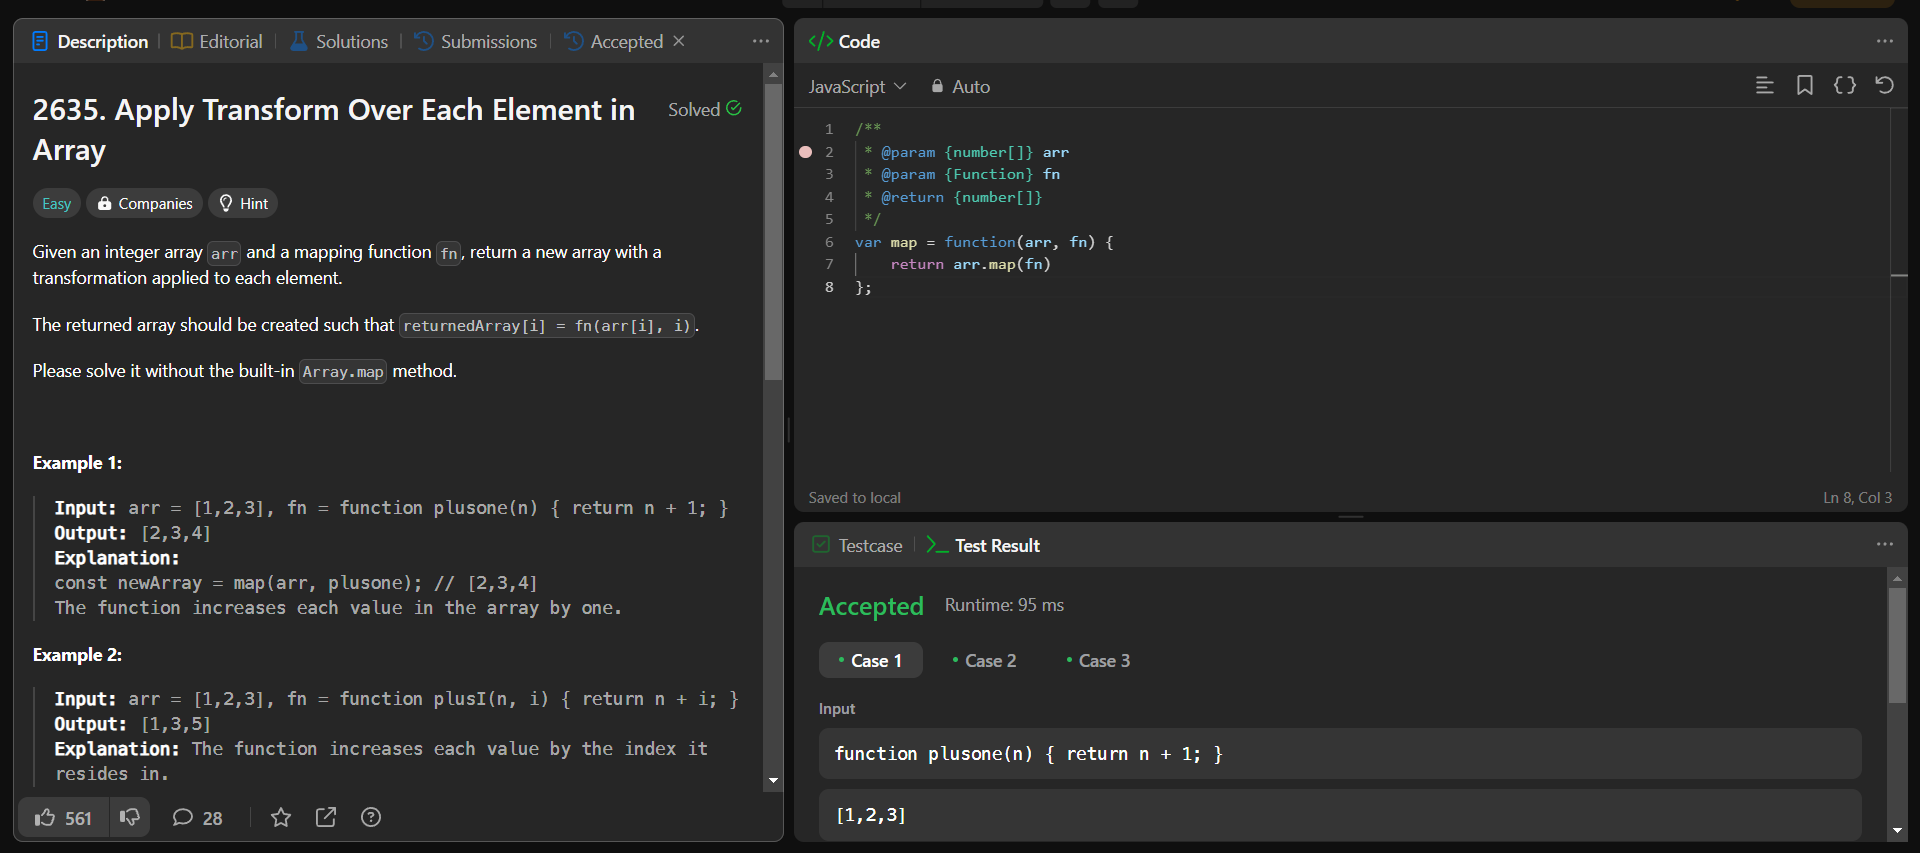 Description
Editorial
Solutions
Submissions
Accepted
2635. Apply Transform Over Each Element in
Array
Solved
Easy
Companies
Hint
Given an integer array arr and a mapping function fn, return a new array with a
transformation applied to each element.
The returned array should be created such that returnedArray[i] = fn(arr[i], i).
Please solve it without the built-in Array.map method.
Example 1:
Input: arr = [1,2,3], fn = function plusone(n) { return n + 1; }
Output: [2,3,4]
Explanation:
const newArray = map(arr, plusone); // [2,3,4]
The function increases each value in the array by one.
Example 2:
Input: arr = [1,2,3], fn = function plusI(n, i) { return n + i; }
Output: [1,3,5]
Explanation: The function increases each value by the index it
resides in.
561
28
</> Code
JavaScript
Auto
1 /**
2 * @param {number[]} arr
3 * @param {Function} fn
4 * @return {number[]}
5 */
6 var map = function(arr, fn) {
7 return arr.map(fn)
8 };
Saved to local
Ln 8, Col 3
Testcase
Test Result
Accepted
Runtime: 95 ms
Case 1
Case 2
Case 3
Input
function plusone(n) { return n + 1; }
[1,2,3]